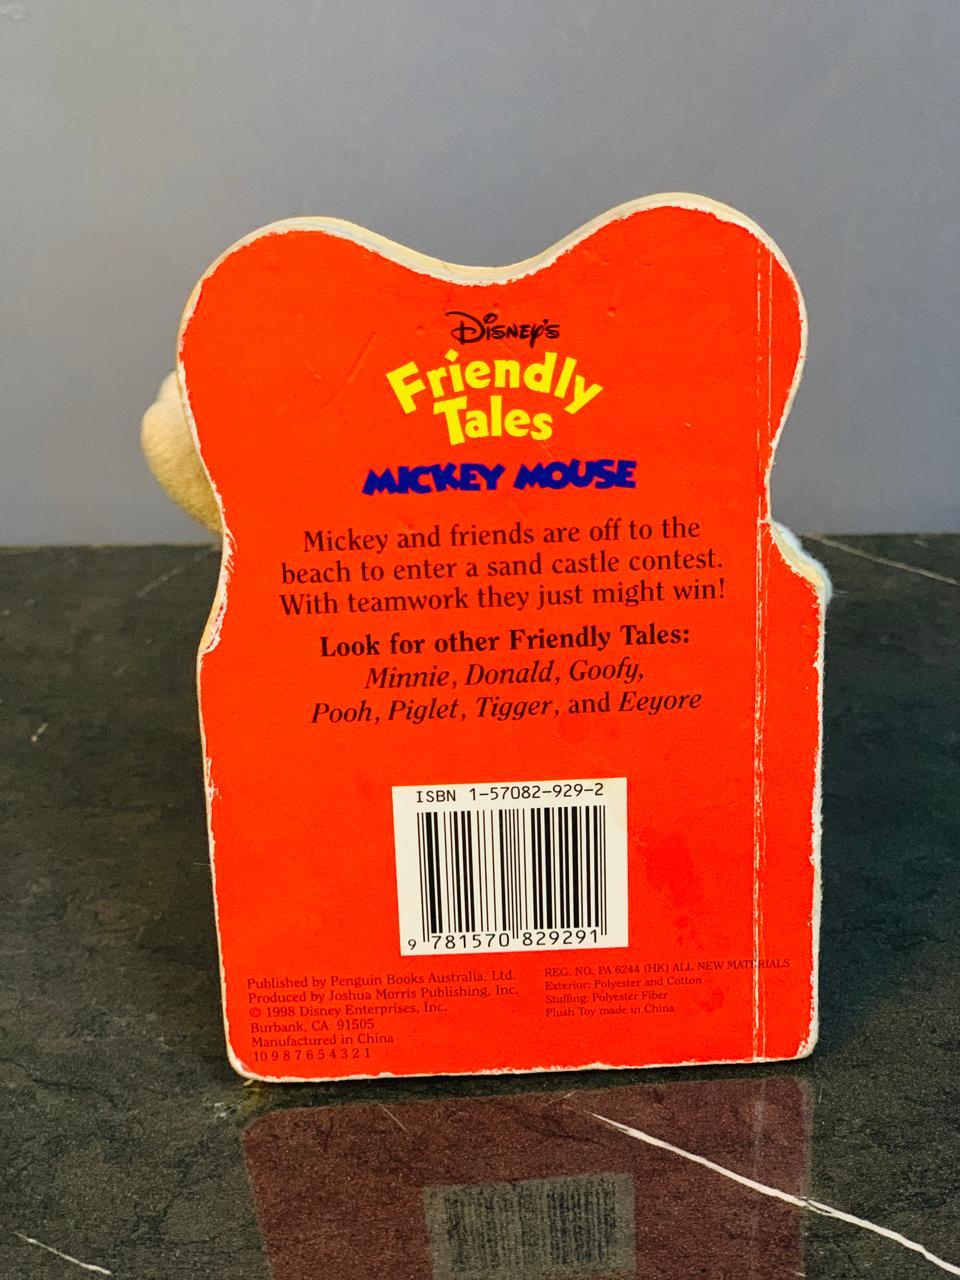 Disney's
Friendly
Tales
MICKEY MOUSE
Mickey and friends are off to the
beach to enter a sand castle contest.
With teamwork they just might win!
Look for other Friendly Tales:
Minnie, Donald, Goofy,
Pooh, Piglet, Tigger, and Eeyore
ISBN 1-57082-929-2
9 781570 829291
Published by Penguin Books Australia, Ltd.
Produced by Joshua Morris Publishing, Inc.
© 1998 Disney Enterprises, Inc.
Burbank, CA 91505
Manufactured in China
10 9 8 7 6 5 4 3 2 1
REG. NO. PA 6244 (HK) ALL NEW MATERIALS
Exterior: Polyester and Cotton
Stuffing: Polyester Fiber
Plush Toy made in China